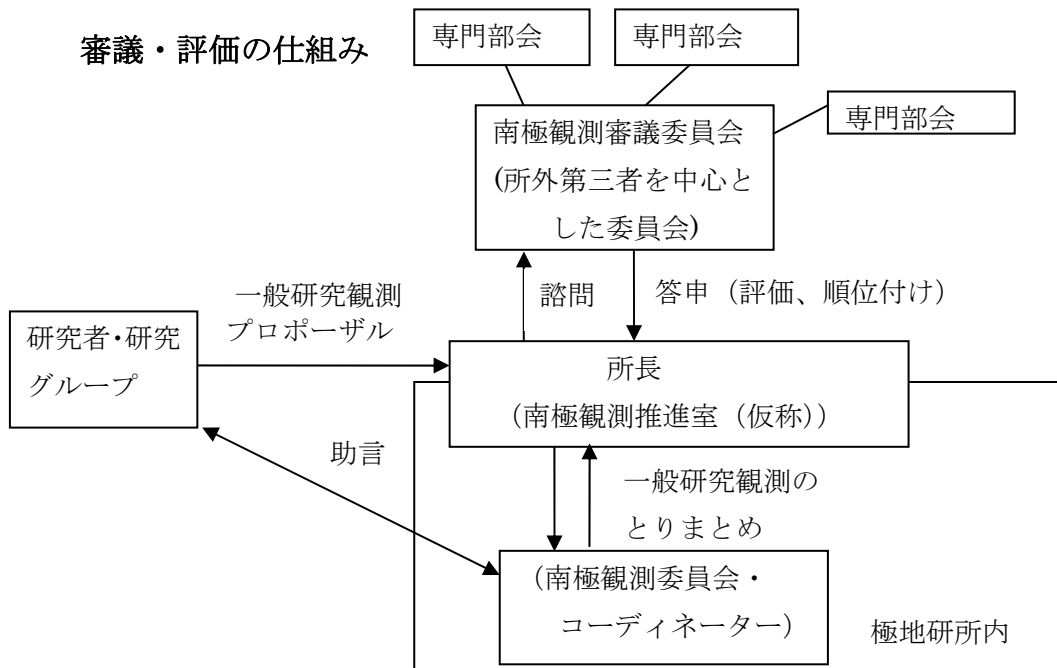 審議・評価の仕組み
専門部会
専門部会
専門部会
南極観測審議委員会
(所外第三者を中心と
した委員会)
諮問
答申（評価、順位付け）
一般研究観測
プロポーザル
研究者･研究
グループ
所長
（南極観測推進室（仮称））
助言
一般研究観測の
とりまとめ
（南極観測委員会・
コーディネーター）
極地研所内